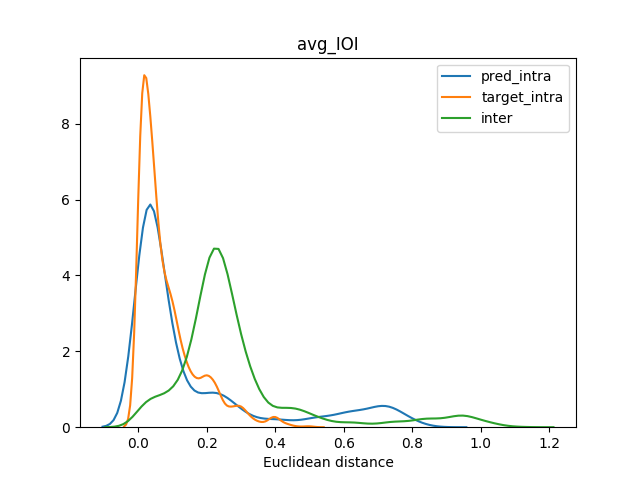 avg_IOI
pred_intra
target_intra
inter
8
6
4
2
0
0.0 0.2 0.4 0.6 0.8 1.0 1.2
Euclidean distance